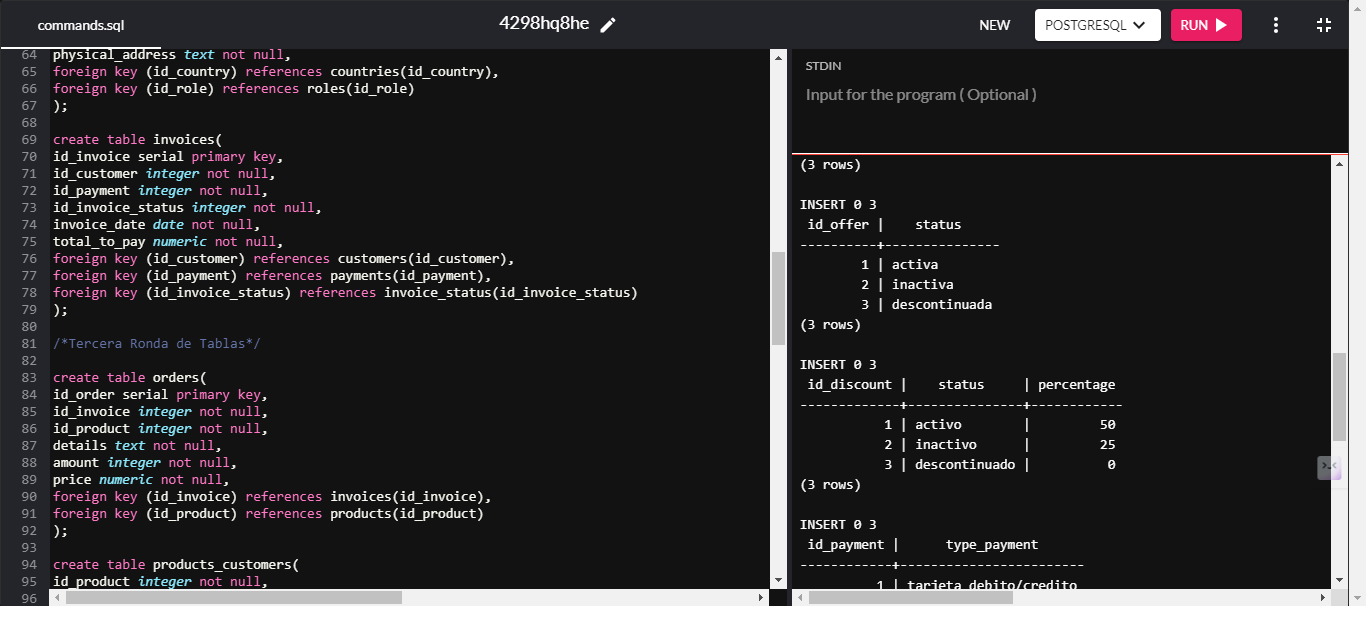 commands.sql
4298hq8he
NEW
POSTGRESQL
RUN
64 physical_address text not null,
65 foreign key (id_country) references countries(id_country),
66 foreign key (id_role) references roles(id_role)
67 );
68
69 create table invoices(
70 id_invoice serial primary key,
71 id_customer integer not null,
72 id_payment integer not null,
73 id_invoice_status integer not null,
74 invoice_date date not null,
75 total_to_pay numeric not null,
76 foreign key (id_customer) references customers(id_customer),
77 foreign key (id_payment) references payments(id_payment),
78 foreign key (id_invoice_status) references invoice_status(id_invoice_status)
79 );
80
81 /*Tercera Ronda de Tablas*/
82
83 create table orders(
84 id_order serial primary key,
85 id_invoice integer not null,
86 id_product integer not null,
87 details text not null,
88 amount integer not null,
89 price numeric not null,
90 foreign key (id_invoice) references invoices(id_invoice),
91 foreign key (id_product) references products(id_product)
92 );
93
94 create table products_customers(
95 id_product integer not null,
96
STDIN
Input for the program ( Optional )
(3 rows)
INSERT 0 3
id_offer | status
----------+---------------
1 | activa
2 | inactiva
3 | descontinuada
(3 rows)
INSERT 0 3
id_discount | status | percentage
-------------+---------------+------------
1 | activo | 50
2 | inactivo | 25
3 | descontinuado | 0
(3 rows)
INSERT 0 3
id_payment | type_payment
------------+------------------------
1 | tarjeta debito/credito